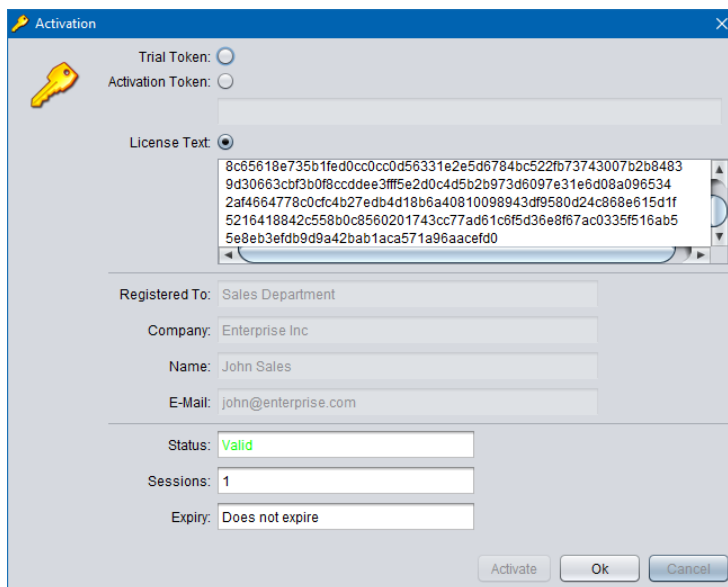 Activation
Trial Token:
Activation Token:
License Text:
8c65618e735b1fed0cc0cc0d56331e2e5d6784bc522fb73743007b2b8483
9d30663cbf3b0f8ccddee3fff5e2d0c4d5b2b973d6097e31e6d08a096534
2af4664778c0cfc4b27edb4d18b6a40810098943df9580d24c868e615d1f
5216418842c558b0c8560201743cc77ad61c6f5d36e8f67ac0335f516ab5
5e8eb3efdb9d9a42bab1aca571a96aacefd0
Registered To: Sales Department
Company: Enterprise Inc
Name: John Sales
E-Mail: john@enterprise.com
Status: Valid
Sessions: 1
Expiry: Does not expire
Activate Ok Cancel